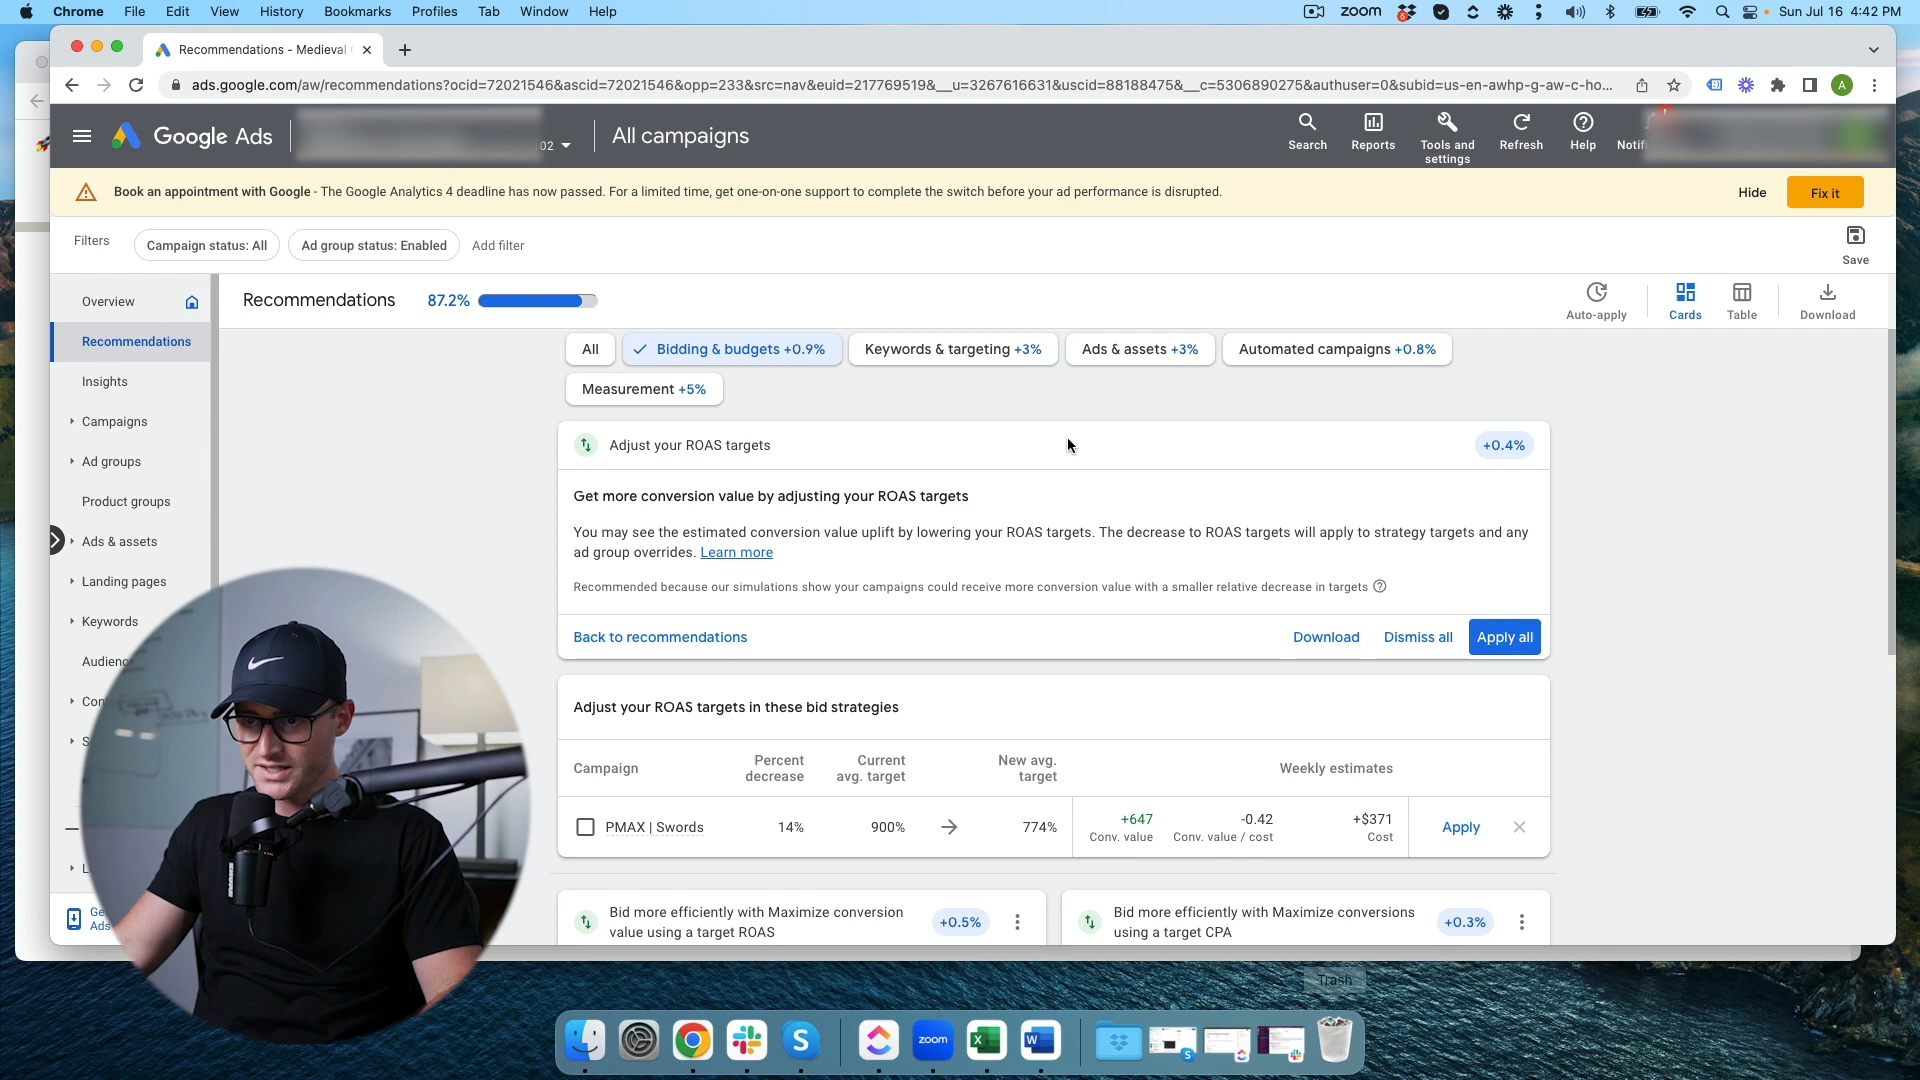 Chrome File Edit View History Bookmarks Profiles Tab Window Help
zoom
5
Sun Jul 16 4:42 PM
Recommendations - Medieval
ads.google.com/aw/recommendations?ocid=72021546&ascid=72021546&opp=233&src=nav&euid=217769519&__u=3267616631&uscid=88188475&__c=5306890275&authuser=0&subid=us-en-awhp-g-aw-c-ho...
A
Google Ads
02
All campaigns
Search
Reports
Tools and
settings
Refresh
Help
Notifi
Book an appointment with Google - The Google Analytics 4 deadline has now passed. For a limited time, get one-on-one support to complete the switch before your ad performance is disrupted.
Hide
Fix it
Filters
Campaign status: All
Ad group status: Enabled
Add filter
Save
Overview
Recommendations
Insights
Campaigns
Ad groups
Product groups
Ads & assets
Landing pages
Keywords
Audienc
Con
S
L
Ge
Ads
Recommendations
87.2%
Auto-apply
Cards
Table
Download
All
Bidding & budgets +0.9%
Keywords & targeting +3%
Ads & assets +3%
Automated campaigns +0.8%
Measurement +5%
Adjust your ROAS targets
+0.4%
Get more conversion value by adjusting your ROAS targets
You may see the estimated conversion value uplift by lowering your ROAS targets. The decrease to ROAS targets will apply to strategy targets and any
ad group overrides. Learn more
Recommended because our simulations show your campaigns could receive more conversion value with a smaller relative decrease in targets
Back to recommendations
Download
Dismiss all
Apply all
Adjust your ROAS targets in these bid strategies
Campaign
Percent
decrease
Current
avg. target
New avg.
target
Weekly estimates
PMAX | Swords
14%
900%
774%
+647
Conv. value
-0.42
Conv. value / cost
+$371
Cost
Apply
Bid more efficiently with Maximize conversion
value using a target ROAS
+0.5%
Bid more efficiently with Maximize conversions
using a target CPA
+0.3%
Trash
S
zoom
X
W
S